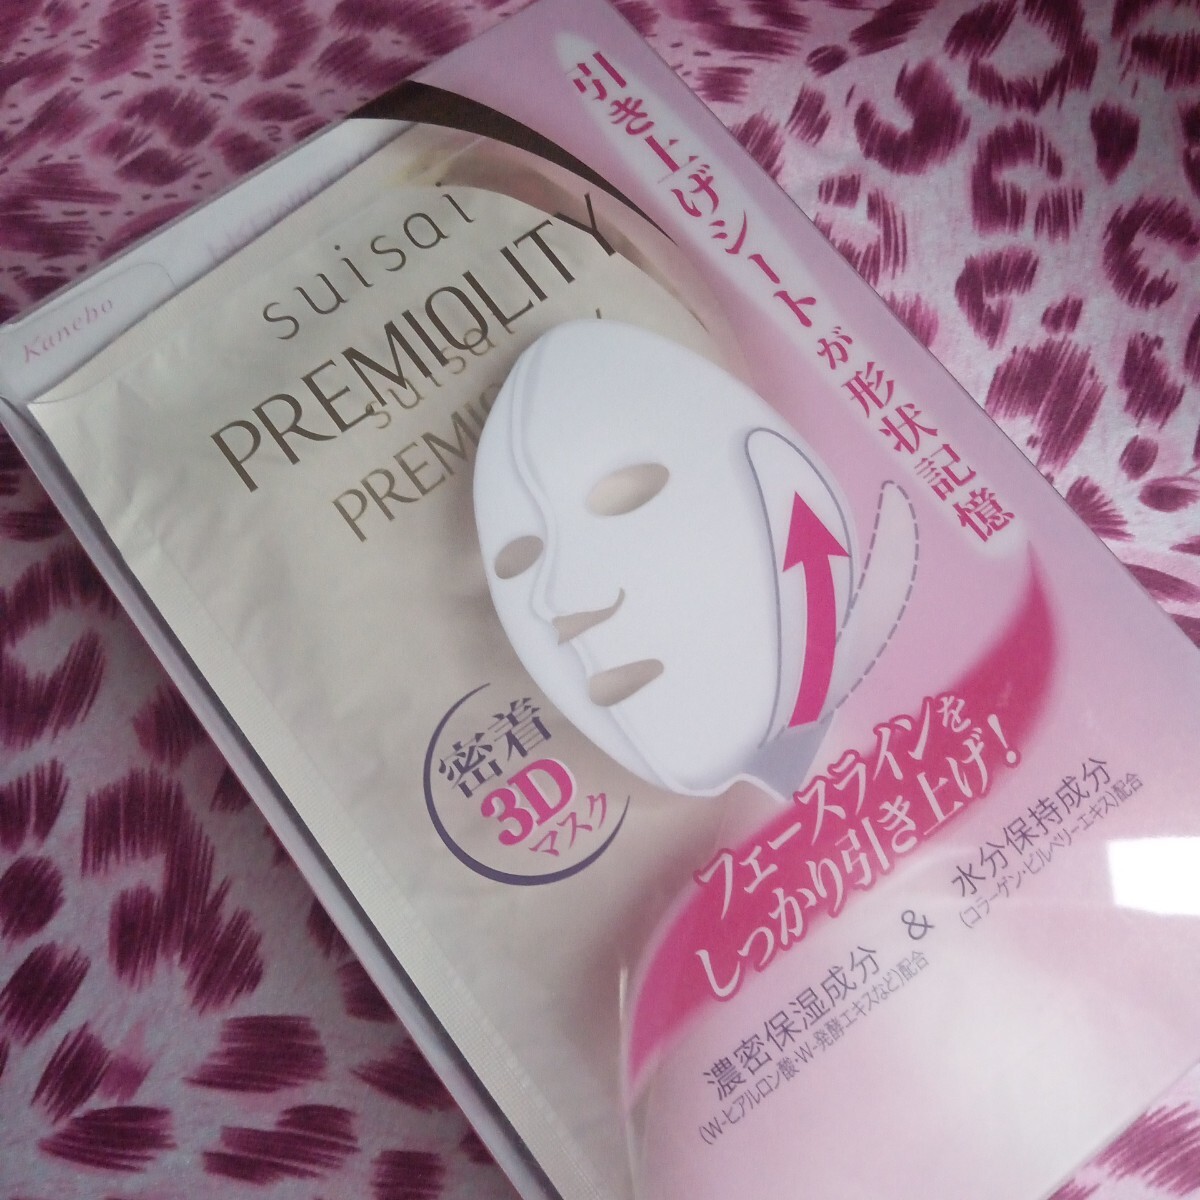 Kanebo
suisai
PREMIOLITY
suisai
PREMIO
引き上げシートが形状記憶
密着
3D
マスク
フェースラインを
しっかり引き上げ!
濃密保湿成分
(W-ヒアルロン酸・W-発酵エキスなど)配合
&
水分保持成分
(コラーゲン・ビルベリーエキス)配合